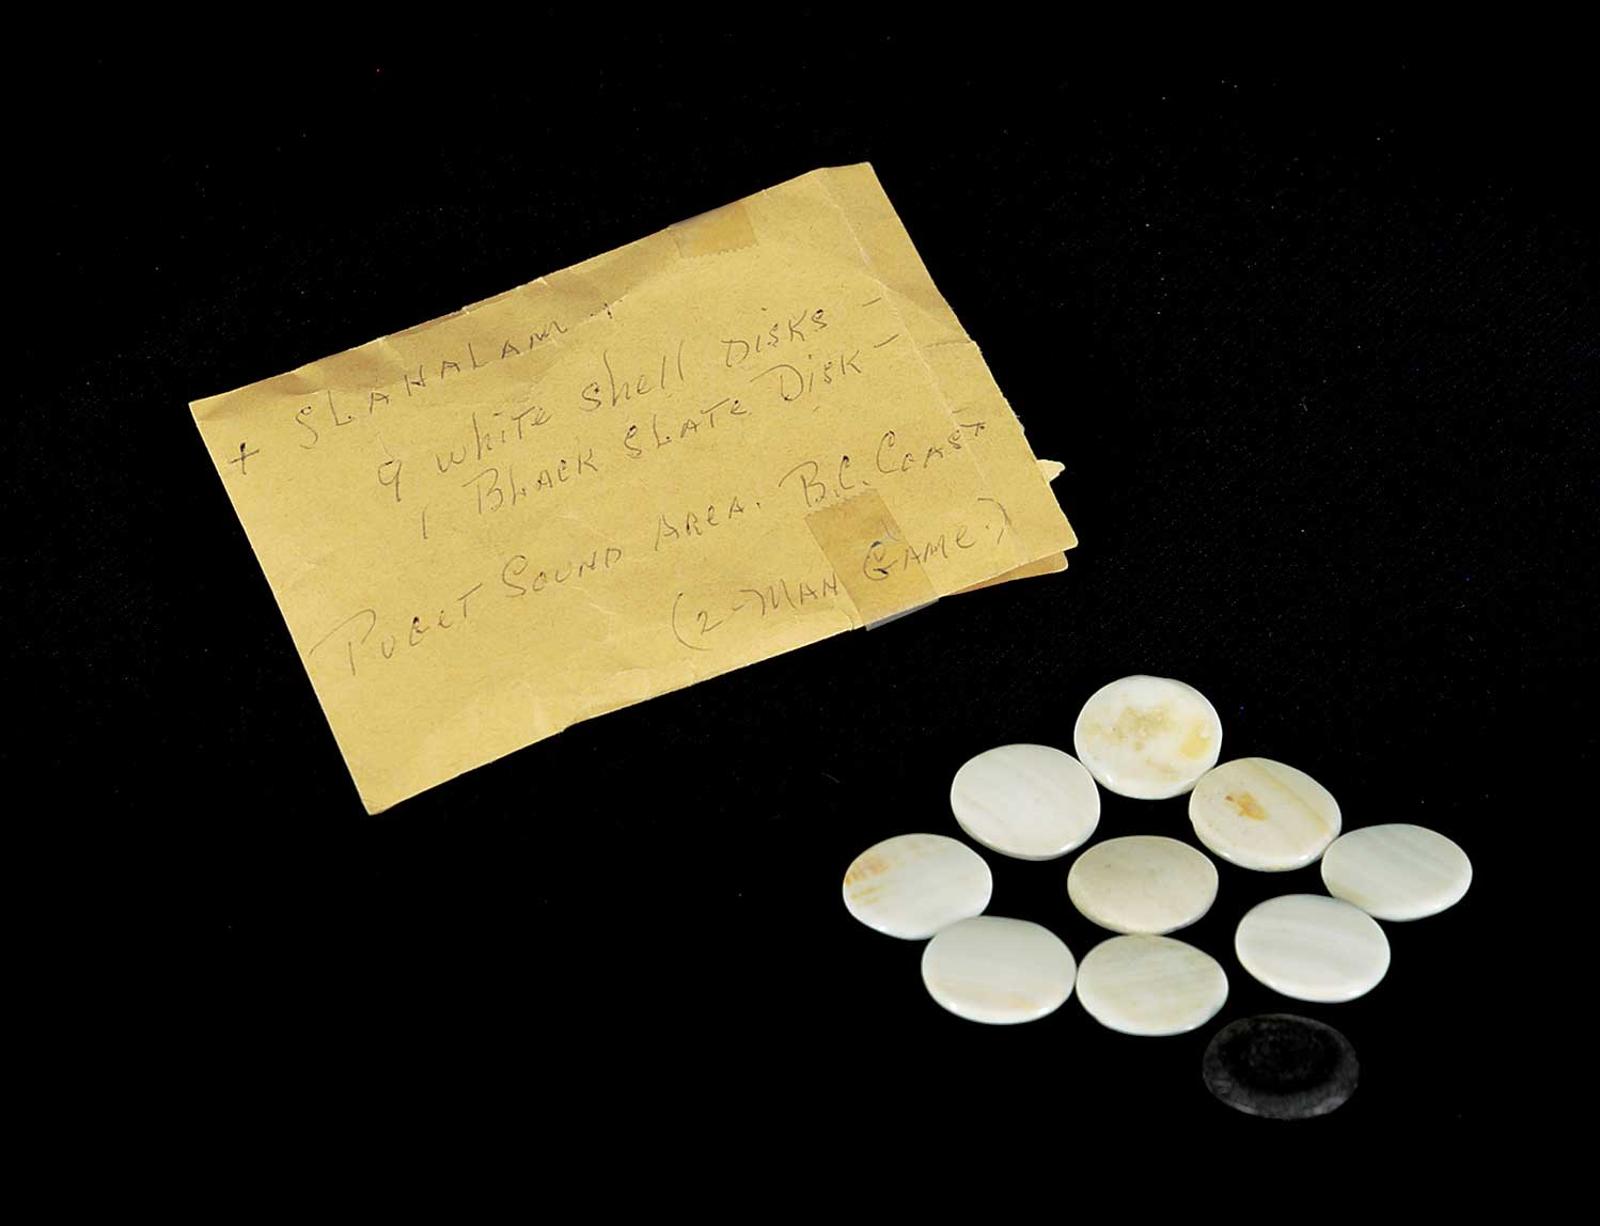 + SLAHALAM +
9 white shell DISKS -
1 BLACK SLATE DISK -
PUGET SOUND AREA. B.C. COAST
(2-MAN GAME.)